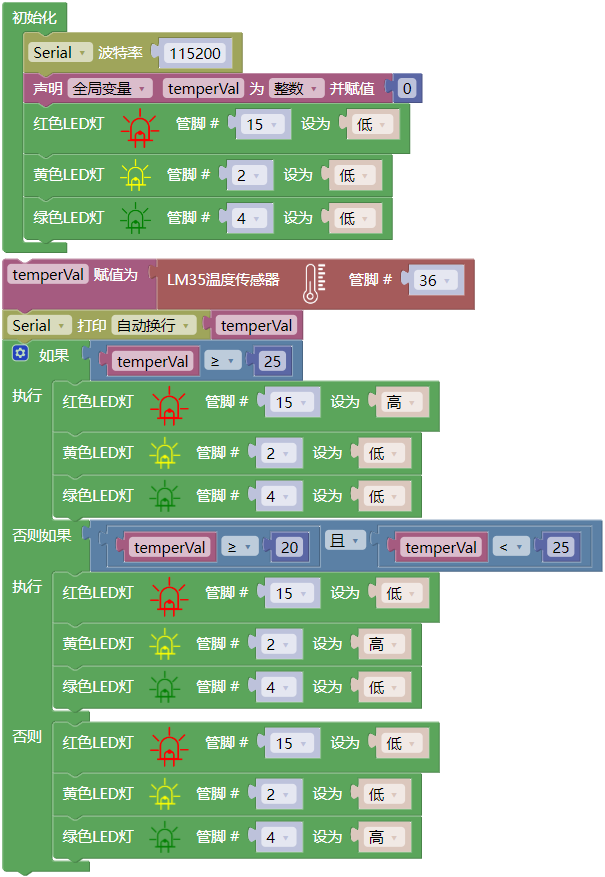 初始化
Serial 波特率 115200
声明 全局变量 temperVal 为 整数 并赋值 0
红色LED灯 管脚 # 15 设为 低
黄色LED灯 管脚 # 2 设为 低
绿色LED灯 管脚 # 4 设为 低
temperVal 赋值为 LM35温度传感器 管脚 # 36
Serial 打印 自动换行 temperVal
如果 temperVal ≥ 25
执行 红色LED灯 管脚 # 15 设为 高
黄色LED灯 管脚 # 2 设为 低
绿色LED灯 管脚 # 4 设为 低
否则如果 temperVal ≥ 20 且 temperVal < 25
执行 红色LED灯 管脚 # 15 设为 低
黄色LED灯 管脚 # 2 设为 高
绿色LED灯 管脚 # 4 设为 低
否则 红色LED灯 管脚 # 15 设为 低
黄色LED灯 管脚 # 2 设为 低
绿色LED灯 管脚 # 4 设为 高